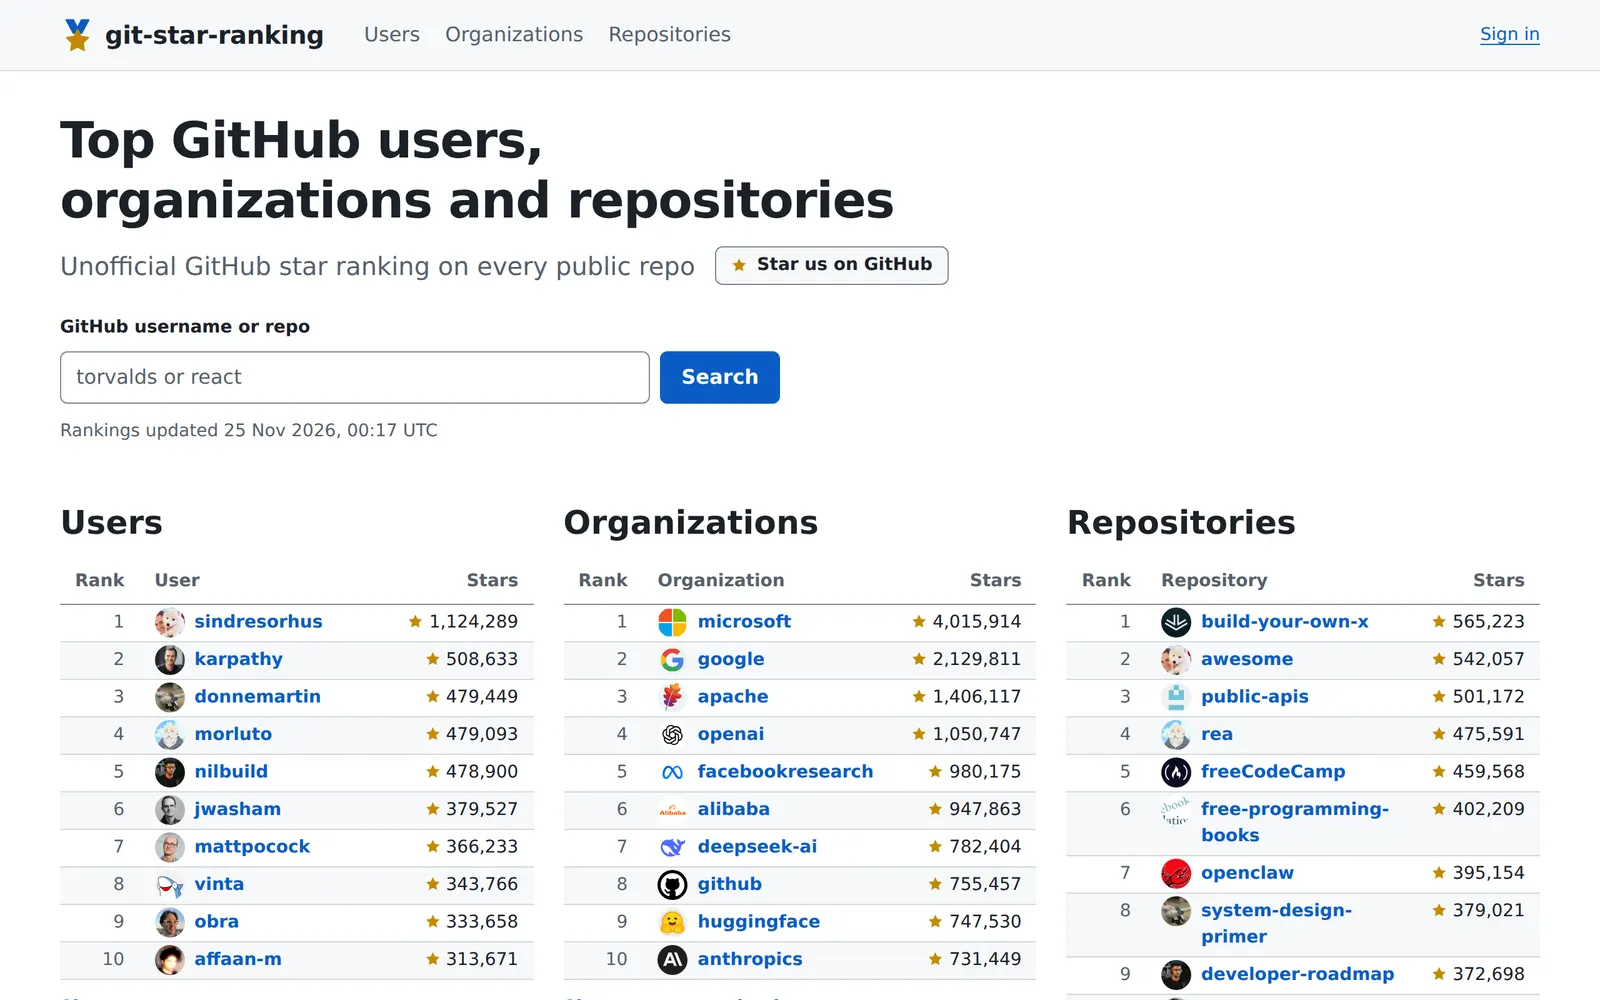 git-star-ranking Users Organizations Repositories Sign in
Top GitHub users,
organizations and repositories
Unofficial GitHub star ranking on every public repo Star us on GitHub
GitHub username or repo
torvalds or react Search
Rankings updated 25 Nov 2026, 00:17 UTC
Users
Rank User Stars
1 sindresorhus 1,124,289
2 karpathy 508,633
3 donnemartin 479,449
4 morluto 479,093
5 nilbuild 478,900
6 jwasham 379,527
7 mattpocock 366,233
8 vinta 343,766
9 obra 333,658
10 affaan-m 313,671
Organizations
Rank Organization Stars
1 microsoft 4,015,914
2 google 2,129,811
3 apache 1,406,117
4 openai 1,050,747
5 facebookresearch 980,175
6 Alibaba alibaba 947,863
7 deepseek-ai 782,404
8 github 755,457
9 huggingface 747,530
10 anthropics 731,449
Repositories
Rank Repository Stars
1 build-your-own-x 565,223
2 awesome 542,057
3 public-apis 501,172
4 rea 475,591
5 freeCodeCamp 459,568
6 free-programming- 402,209
books
7 openclaw 395,154
8 system-design- 379,021
primer
9 developer-roadmap 372,698